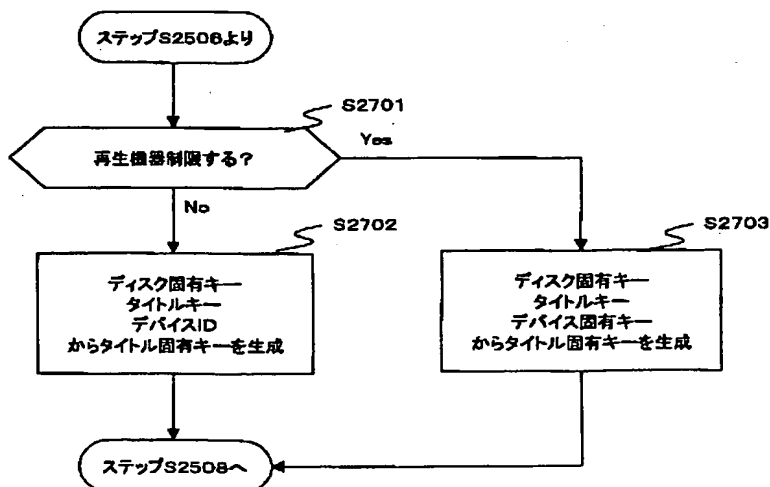 ステップS2506より
S2701
再生機器制限する?
Yes
No
S2702
ディスク固有キー
タイトルキー
デバイスID
からタイトル固有キーを生成
S2703
ディスク固有キー
タイトルキー
デバイス固有キー
からタイトル固有キーを生成
ステップS2508へ